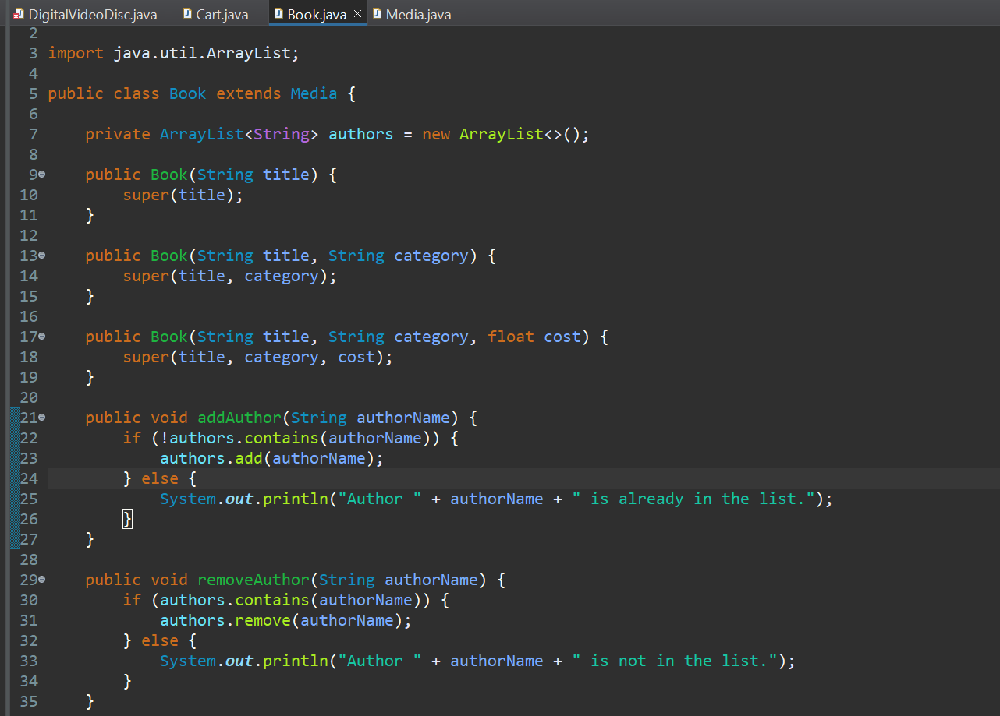 DigitalVideoDisc.java Cart.java Book.java Media.java
2
3 import java.util.ArrayList;
4
5 public class Book extends Media {
6
7     private ArrayList<String> authors = new ArrayList<>();
8
9     public Book(String title) {
10         super(title);
11     }
12
13     public Book(String title, String category) {
14         super(title, category);
15     }
16
17     public Book(String title, String category, float cost) {
18         super(title, category, cost);
19     }
20
21     public void addAuthor(String authorName) {
22         if (!authors.contains(authorName)) {
23             authors.add(authorName);
24         } else {
25             System.out.println("Author " + authorName + " is already in the list.");
26         }
27     }
28
29     public void removeAuthor(String authorName) {
30         if (authors.contains(authorName)) {
31             authors.remove(authorName);
32         } else {
33             System.out.println("Author " + authorName + " is not in the list.");
34         }
35     }